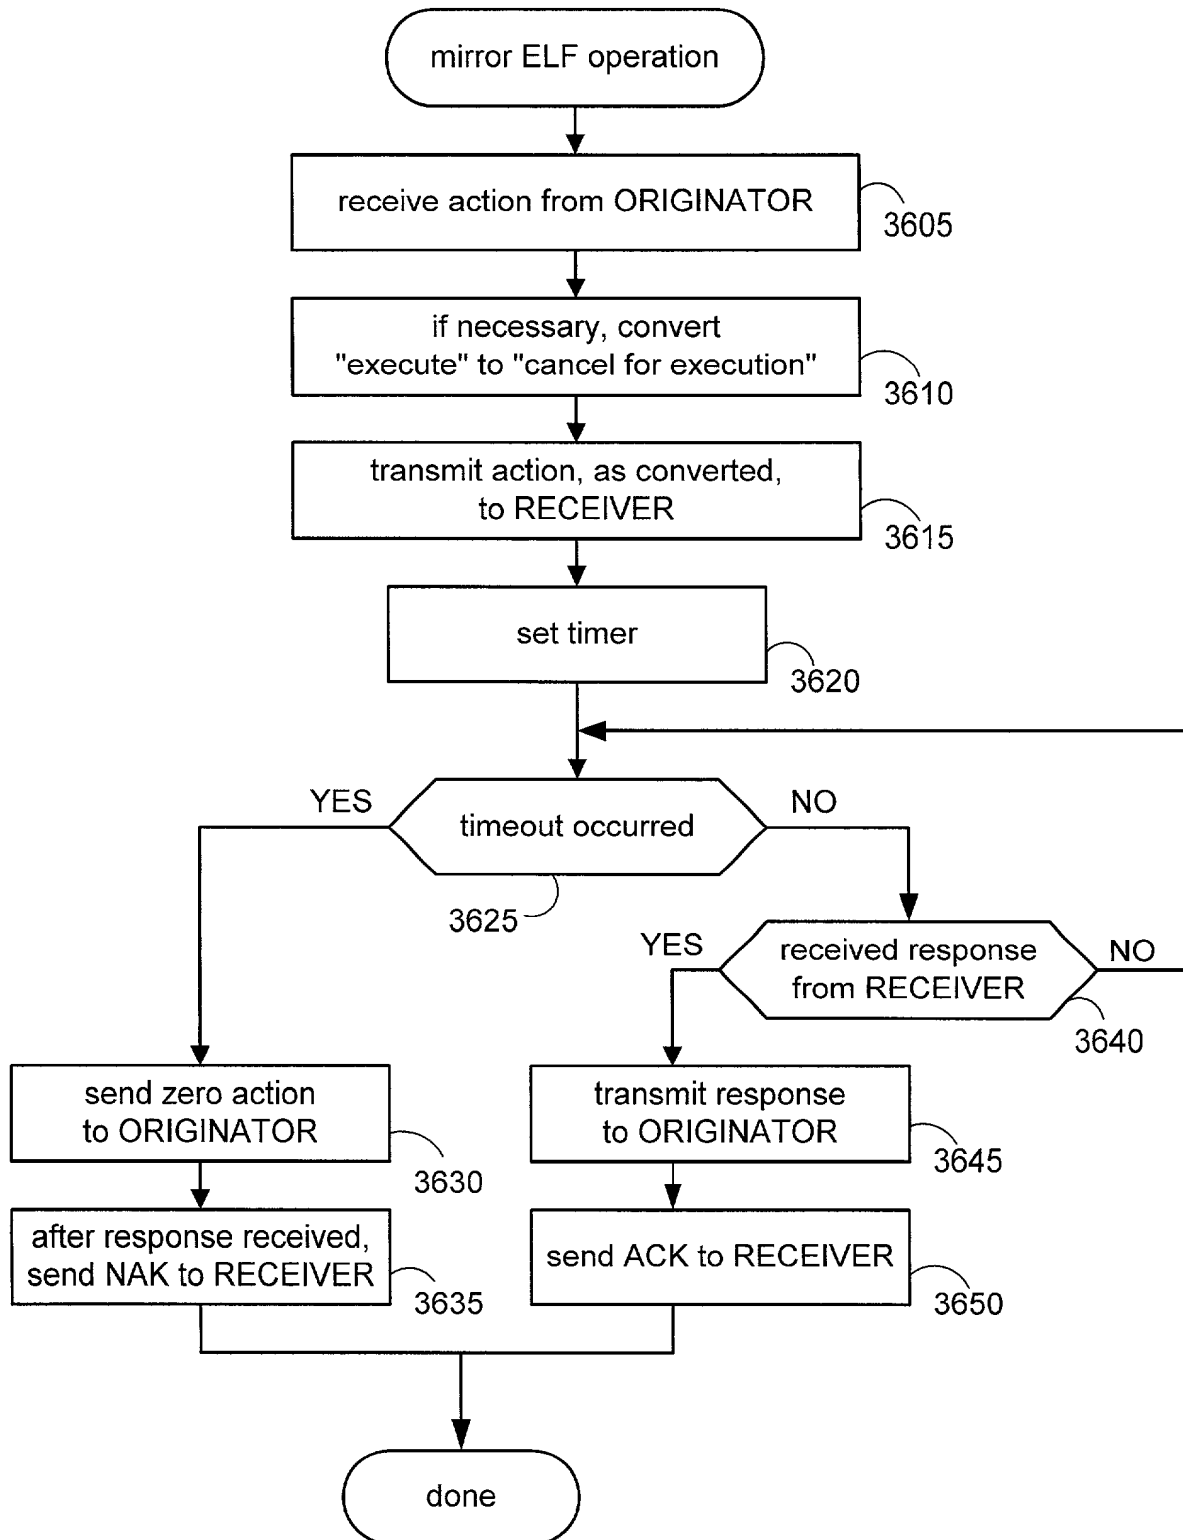 mirror ELF operation
receive action from ORIGINATOR
3605
if necessary, convert
"execute" to "cancel for execution"
3610
transmit action, as converted,
to RECEIVER
3615
set timer
3620
YES
timeout occurred
NO
3625
YES
received response
from RECEIVER
NO
3640
send zero action
to ORIGINATOR
3630
transmit response
to ORIGINATOR
3645
after response received,
send NAK to RECEIVER
3635
send ACK to RECEIVER
3650
done